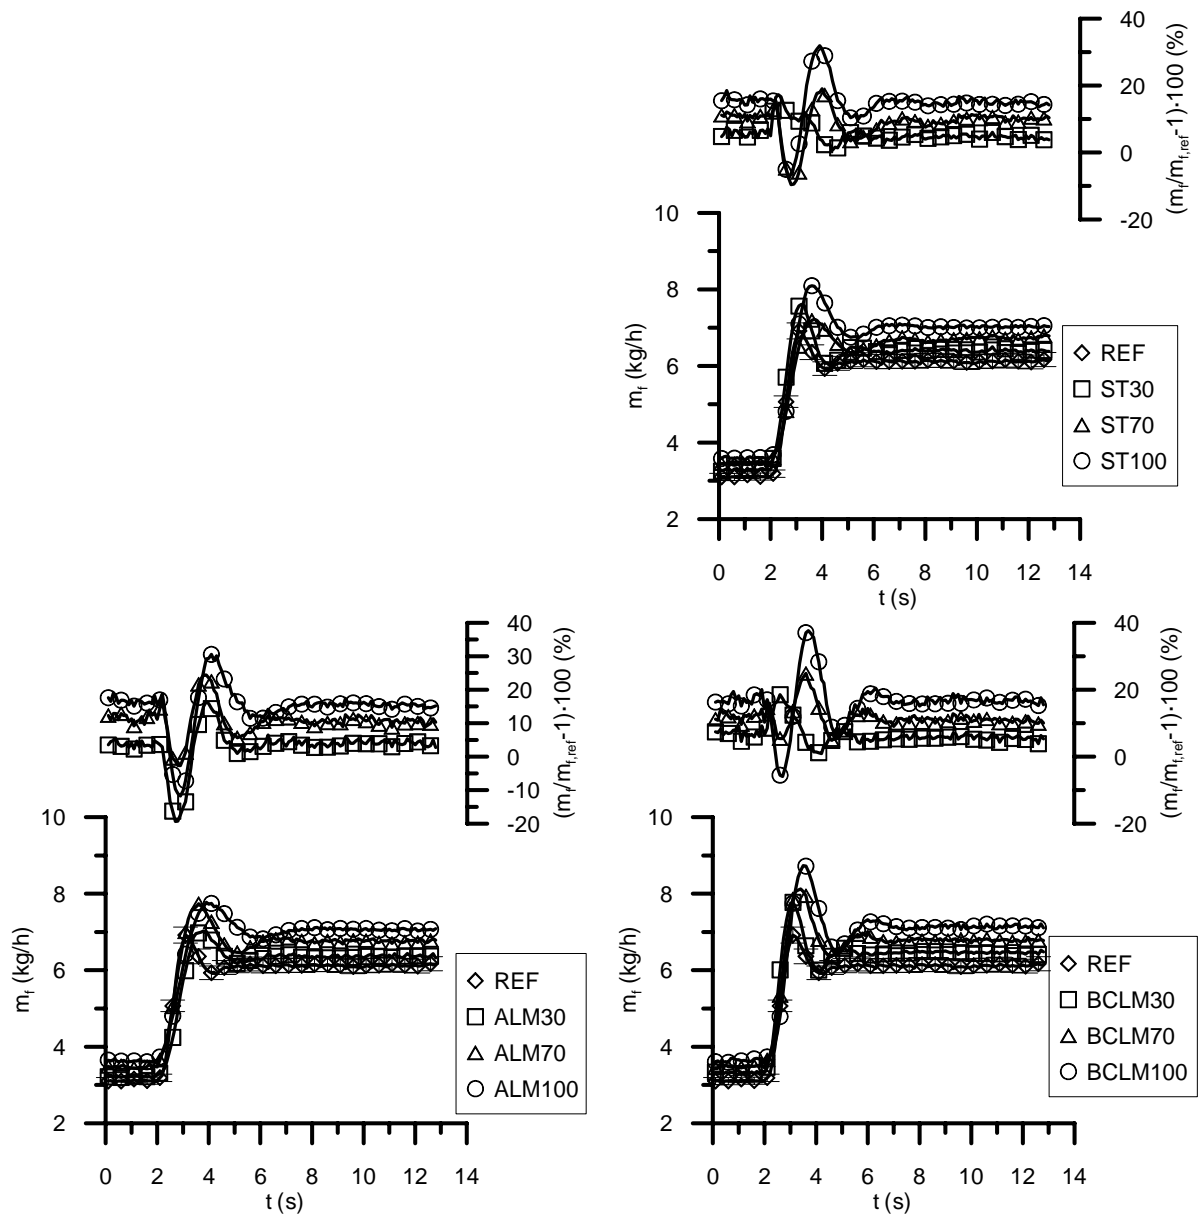 40
20
0
-20
(m_f/m_f,ref-1)·100 (%)
10
8
6
4
2
m_f (kg/h)
0 2 4 6 8 10 12 14
t (s)
REF
ST30
ST70
ST100
40
30
20
10
0
-10
-20
(m_f/m_f,ref-1)·100 (%)
10
8
6
4
2
m_f (kg/h)
0 2 4 6 8 10 12 14
t (s)
REF
ALM30
ALM70
ALM100
40
20
0
-20
(m_f/m_f,ref-1)·100 (%)
10
8
6
4
2
m_f (kg/h)
0 2 4 6 8 10 12 14
t (s)
REF
BCLM30
BCLM70
BCLM100